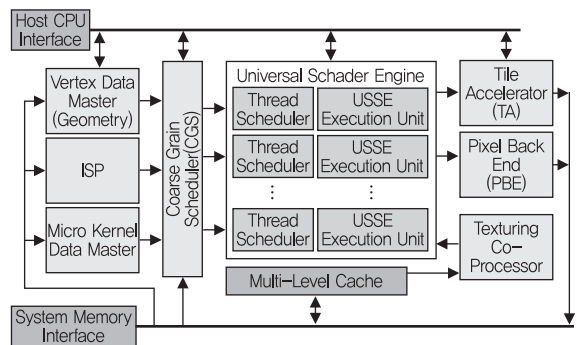 Host CPU
Interface
Vertex Data
Master
(Geometry)
ISP
Micro Kernel
Data Master
Coarse Grain
Scheduler(CGS)
Universal Schader Engine
Thread
Scheduler
USSE
Execution Unit
Thread
Scheduler
USSE
Execution Unit
Thread
Scheduler
USSE
Execution Unit
Multi-Level Cache
Tile
Accelerator
(TA)
Pixel Back
End
(PBE)
Texturing
Co-
Processor
System Memory
Interface